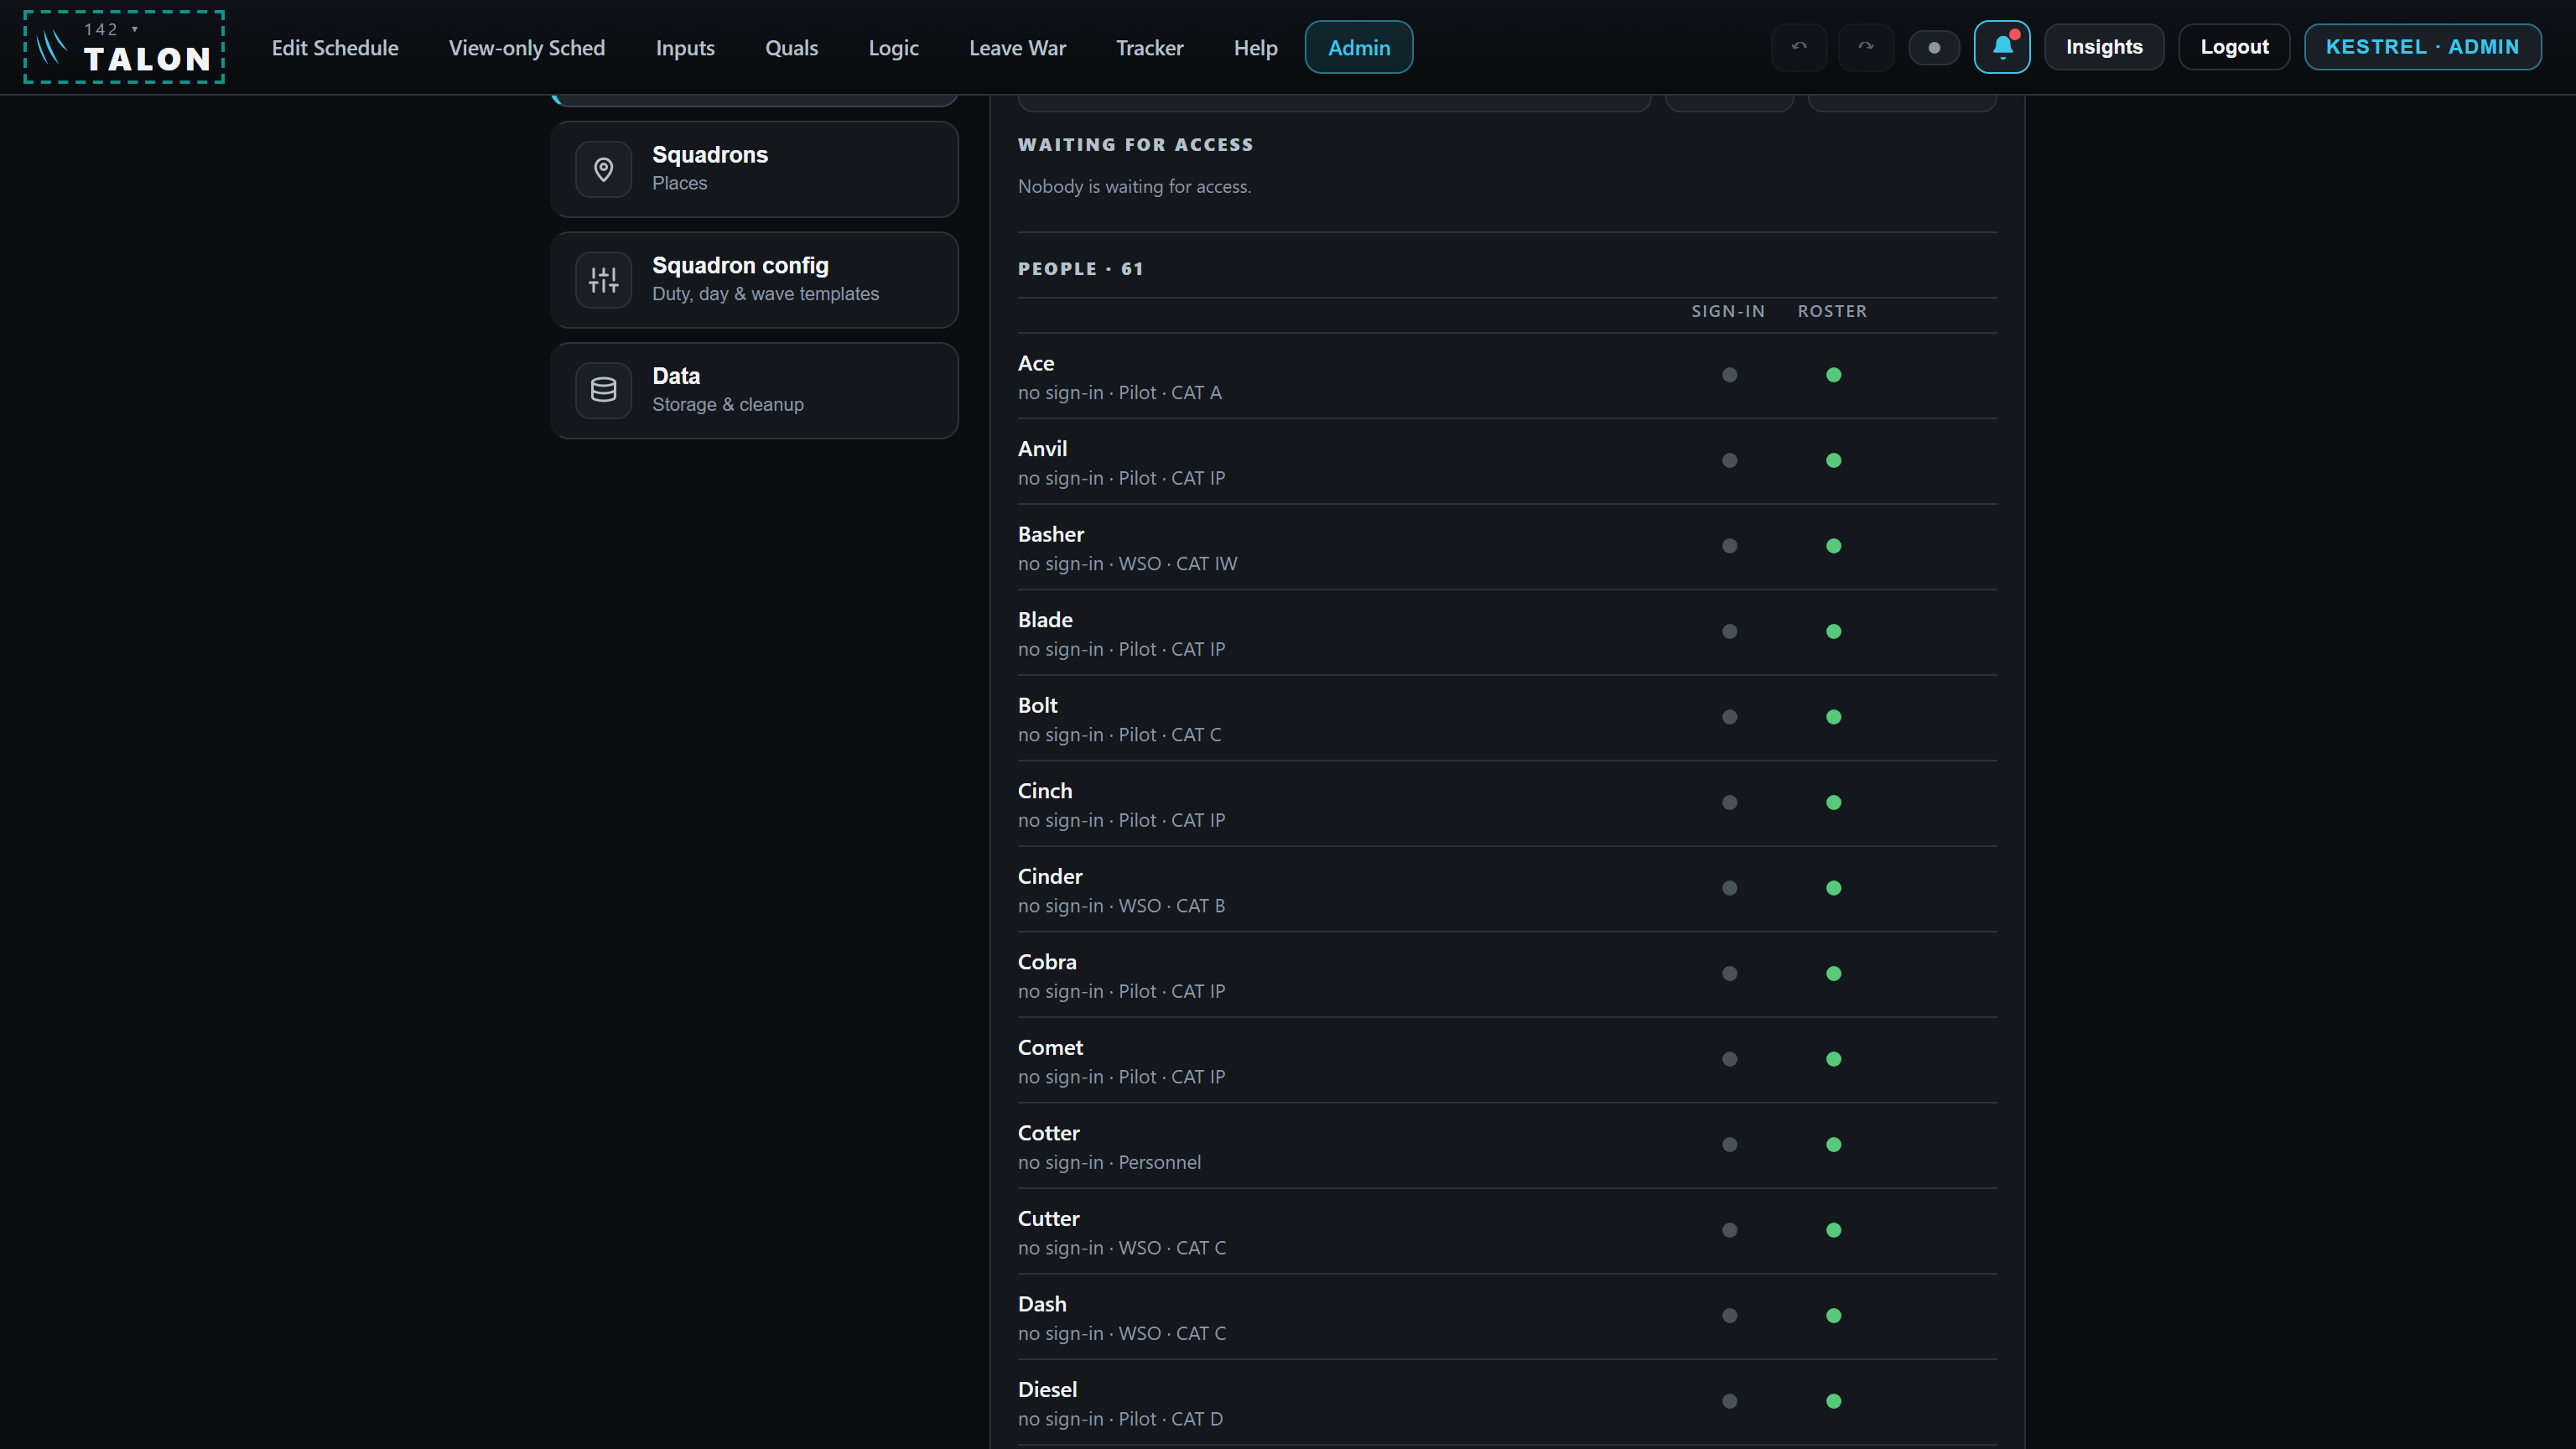 142 ▾
TALON
Edit Schedule
View-only Sched
Inputs
Quals
Logic
Leave War
Tracker
Help
Admin
Insights
Logout
KESTREL · ADMIN
Squadrons
Places
Squadron config
Duty, day & wave templates
Data
Storage & cleanup
WAITING FOR ACCESS
Nobody is waiting for access.
PEOPLE · 61
SIGN-IN ROSTER
Ace
no sign-in · Pilot · CAT A
Anvil
no sign-in · Pilot · CAT IP
Basher
no sign-in · WSO · CAT IW
Blade
no sign-in · Pilot · CAT IP
Bolt
no sign-in · Pilot · CAT C
Cinch
no sign-in · Pilot · CAT IP
Cinder
no sign-in · WSO · CAT B
Cobra
no sign-in · Pilot · CAT IP
Comet
no sign-in · Pilot · CAT IP
Cotter
no sign-in · Personnel
Cutter
no sign-in · WSO · CAT C
Dash
no sign-in · WSO · CAT C
Diesel
no sign-in · Pilot · CAT D